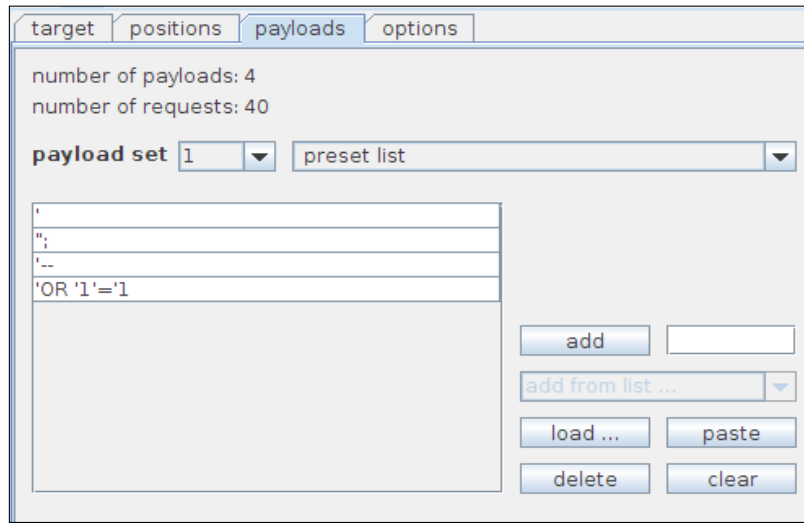 target positions payloads options
number of payloads: 4
number of requests: 40
payload set 1 preset list
'
";
'--
'OR '1'='1
add
add from list ...
load ... paste
delete clear